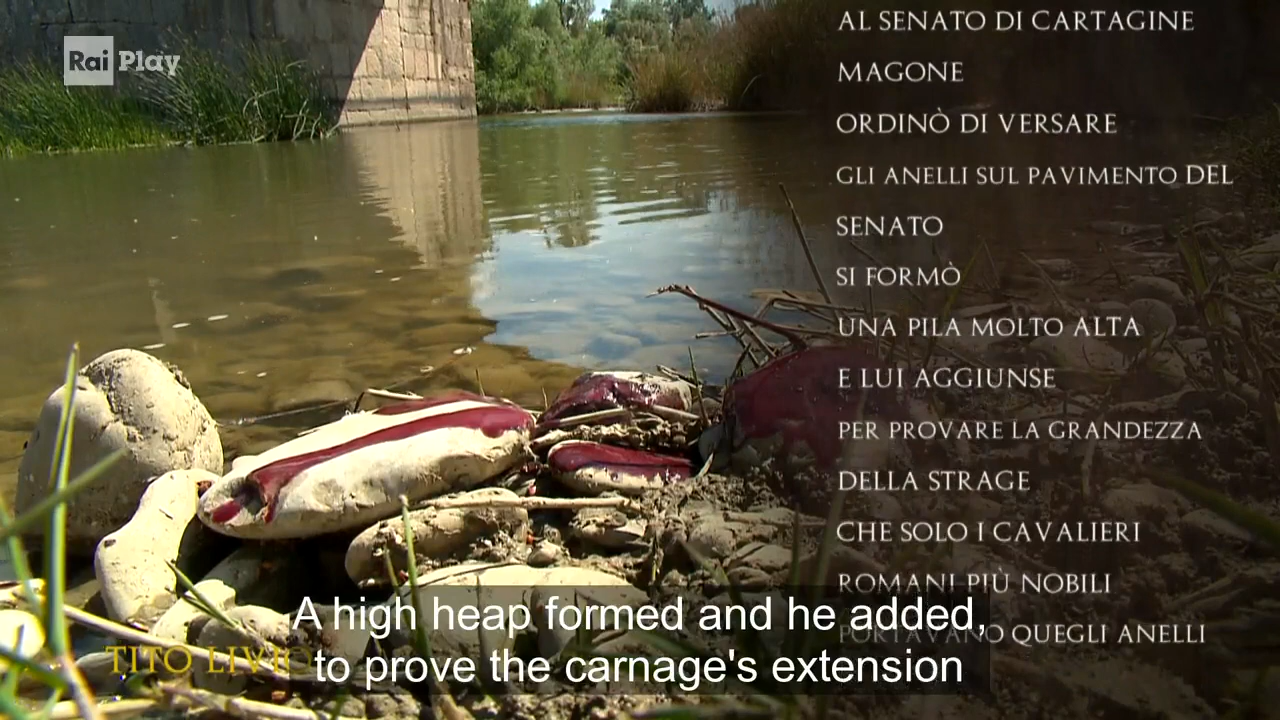 Rai Play
AL SENATO DI CARTAGINE
MAGONE
ORDINÒ DI VERSARE
GLI ANELLI SUL PAVIMENTO DEL
SENATO
SI FORMÒ
UNA PILA MOLTO ALTA
E LUI AGGIUNSE
PER PROVARE LA GRANDEZZA
DELLA STRAGE
CHE SOLO I CAVALIERI
ROMANI PIÙ NOBILI
PORTAVANO QUEGLI ANELLI
TITO LIVIO
A high heap formed and he added,
to prove the carnage's extension